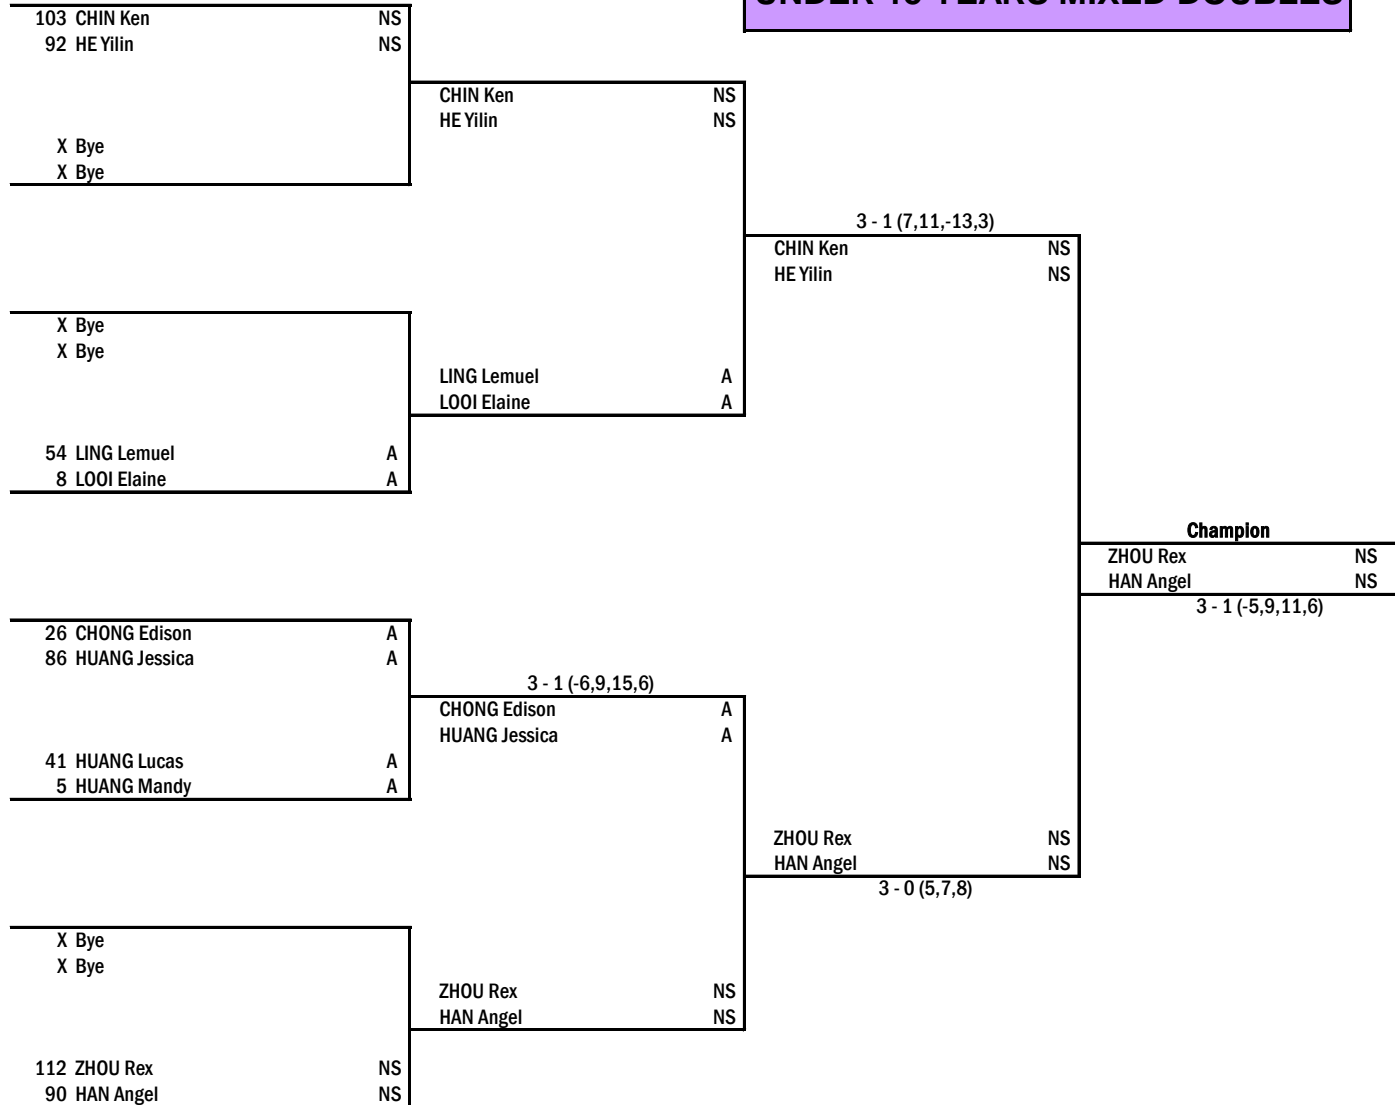 UNDER YEARS MIXED DOUBLES
103 CHIN Ken NS
92 HE Yilin NS
CHIN Ken NS
HE Yilin NS
X Bye
X Bye
3 - 1 (7,11,-13,3)
CHIN Ken NS
HE Yilin NS
X Bye
X Bye
LING Lemuel A
LOOI Elaine A
54 LING Lemuel A
8 LOOI Elaine A
Champion
ZHOU Rex NS
HAN Angel NS
3 - 1 (-5,9,11,6)
26 CHONG Edison A
86 HUANG Jessica A
3 - 1 (-6,9,15,6)
CHONG Edison A
HUANG Jessica A
41 HUANG Lucas A
5 HUANG Mandy A
ZHOU Rex NS
HAN Angel NS
3 - 0 (5,7,8)
X Bye
X Bye
ZHOU Rex NS
HAN Angel NS
112 ZHOU Rex NS
90 HAN Angel NS